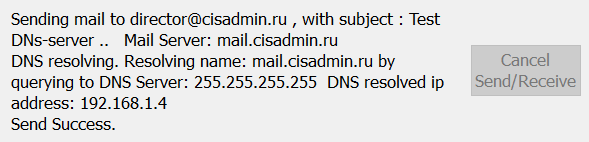 Sending mail to director@cisadmin.ru , with subject : Test
DNs-server ..   Mail Server: mail.cisadmin.ru
DNS resolving. Resolving name: mail.cisadmin.ru by
querying to DNS Server: 255.255.255.255  DNS resolved ip
address: 192.168.1.4
Send Success.
Cancel
Send/Receive